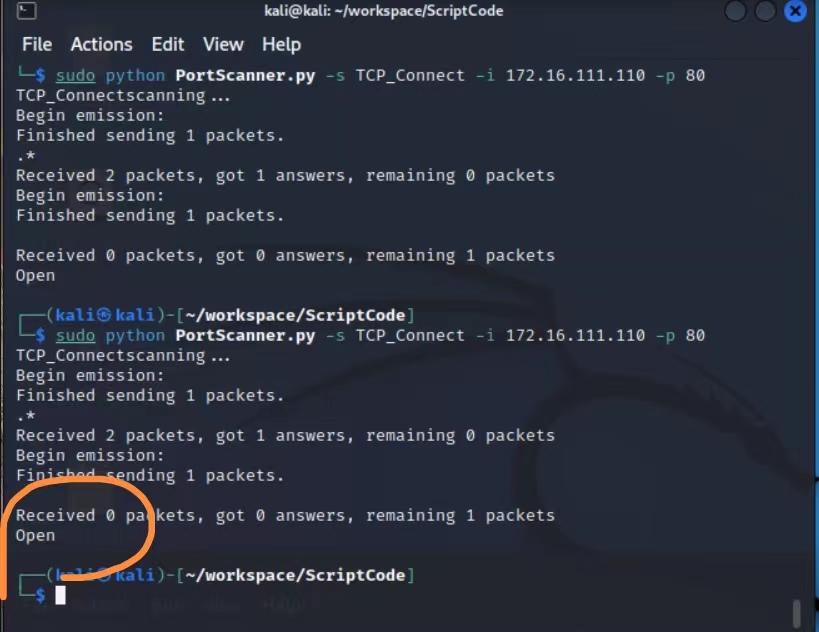 kali@kali: ~/workspace/ScriptCode
File Actions Edit View Help
└─$ sudo python PortScanner.py -s TCP_Connect -i 172.16.111.110 -p 80
TCP_Connectscanning...
Begin emission:
Finished sending 1 packets.
.*
Received 2 packets, got 1 answers, remaining 0 packets
Begin emission:
Finished sending 1 packets.
Received 0 packets, got 0 answers, remaining 1 packets
Open
┌──(kali㉿kali)-[~/workspace/ScriptCode]
└─$ sudo python PortScanner.py -s TCP_Connect -i 172.16.111.110 -p 80
TCP_Connectscanning...
Begin emission:
Finished sending 1 packets.
.*
Received 2 packets, got 1 answers, remaining 0 packets
Begin emission:
Finished sending 1 packets.
Received 0 packets, got 0 answers, remaining 1 packets
Open
┌──(kali㉿kali)-[~/workspace/ScriptCode]
└─$